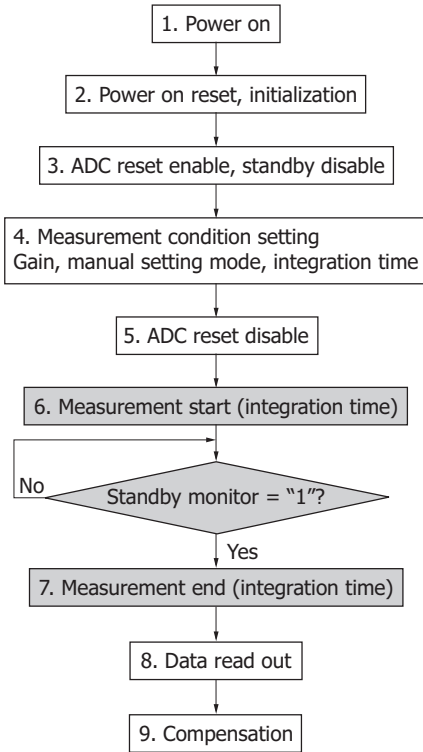 1. Power on
2. Power on reset, initialization
3. ADC reset enable, standby disable
4. Measurement condition setting
Gain, manual setting mode, integration time
5. ADC reset disable
6. Measurement start (integration time)
No
Standby monitor = “1”?
Yes
7. Measurement end (integration time)
8. Data read out
9. Compensation